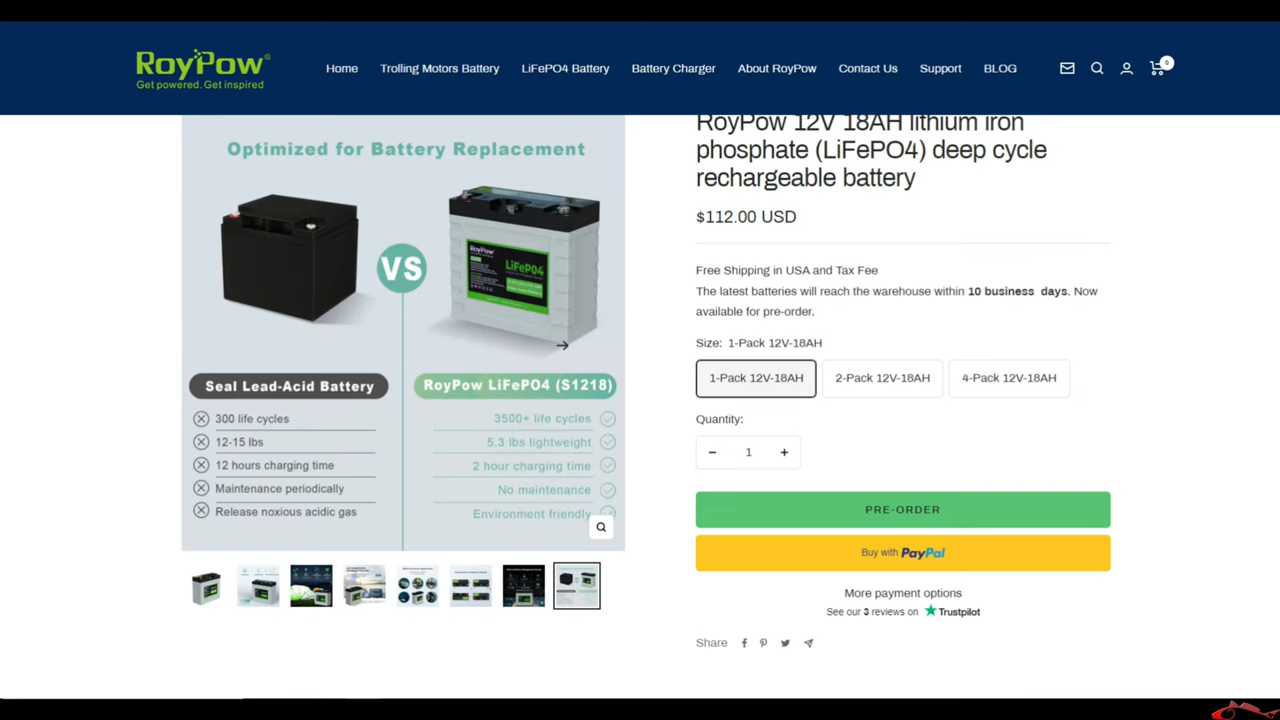 RoyPow®
Get powered. Get inspired
Home
Trolling Motors Battery
LiFePO4 Battery
Battery Charger
About RoyPow
Contact Us
Support
BLOG
0
Optimized for Battery Replacement
VS
RoyPow
LiFePO4
Seal Lead-Acid Battery
300 life cycles
12-15 lbs
12 hours charging time
Maintenance periodically
Release noxious acidic gas
RoyPow LiFePO4 (S1218)
3500+ life cycles
5.3 lbs lightweight
2 hour charging time
No maintenance
Environment friendly
RoyPow 12V 18AH lithium iron
phosphate (LiFePO4) deep cycle
rechargeable battery
$112.00 USD
Free Shipping in USA and Tax Fee
The latest batteries will reach the warehouse within 10 business days. Now
available for pre-order.
Size: 1-Pack 12V-18AH
1-Pack 12V-18AH
2-Pack 12V-18AH
4-Pack 12V-18AH
Quantity:
− 1 +
PRE-ORDER
Buy with PayPal
More payment options
See our 3 reviews on Trustpilot
Share